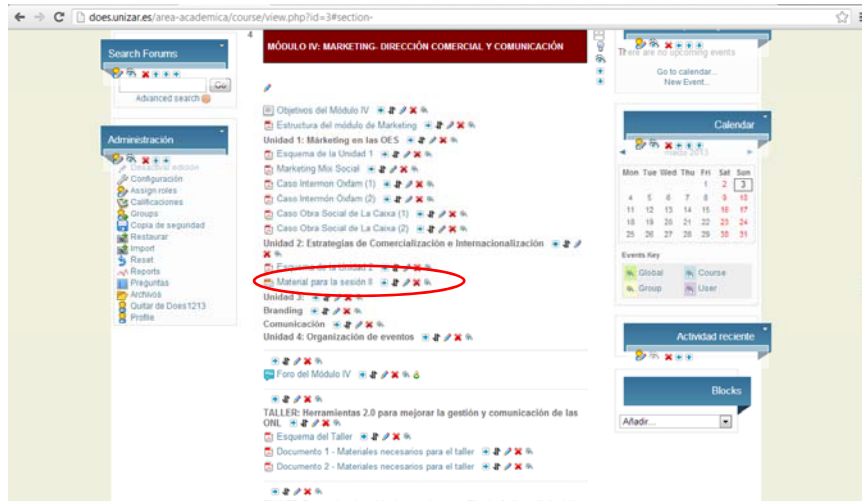 does.unizar.es/area-academica/course/view.php?id=3#section-
Search Forums
Go
Advanced search
Administración
Desactivar edición
Configuración
Assign roles
Calificaciones
Groups
Copia de seguridad
Restaurar
Import
Reset
Reports
Preguntas
Archivos
Quitar de Does1213
Profile
4
MÓDULO IV: MARKETING- DIRECCIÓN COMERCIAL Y COMUNICACIÓN
Objetivos del Módulo IV
Estructura del módulo de Marketing
Unidad 1: Márketing en las OES
Esquema de la Unidad 1
Marketing Mix Social
Caso Intermon Oxfam (1)
Caso Intermón Oxfam (2)
Caso Obra Social de La Caixa (1)
Caso Obra Social de La Caixa (2)
Unidad 2: Estrategias de Comercialización e Internacionalización
Esquema de la Unidad 2
Material para la sesión II
Unidad 3:
Branding
Comunicación
Unidad 4: Organización de eventos
Foro del Módulo IV
TALLER: Herramientas 2.0 para mejorar la gestión y comunicación de las
ONL
Esquema del Taller
Documento 1 - Materiales necesarios para el taller
Documento 2 - Materiales necesarios para el taller
There are no upcoming events
Go to calendar...
New Event...
Calendar
marzo 2013
Mon Tue Wed Thu Fri Sat Sun
1 2 3
4 5 6 7 8 9 10
11 12 13 14 15 16 17
18 19 20 21 22 23 24
25 26 27 28 29 30 31
Events Key
Global Course
Group User
Actividad reciente
Blocks
Añadir...